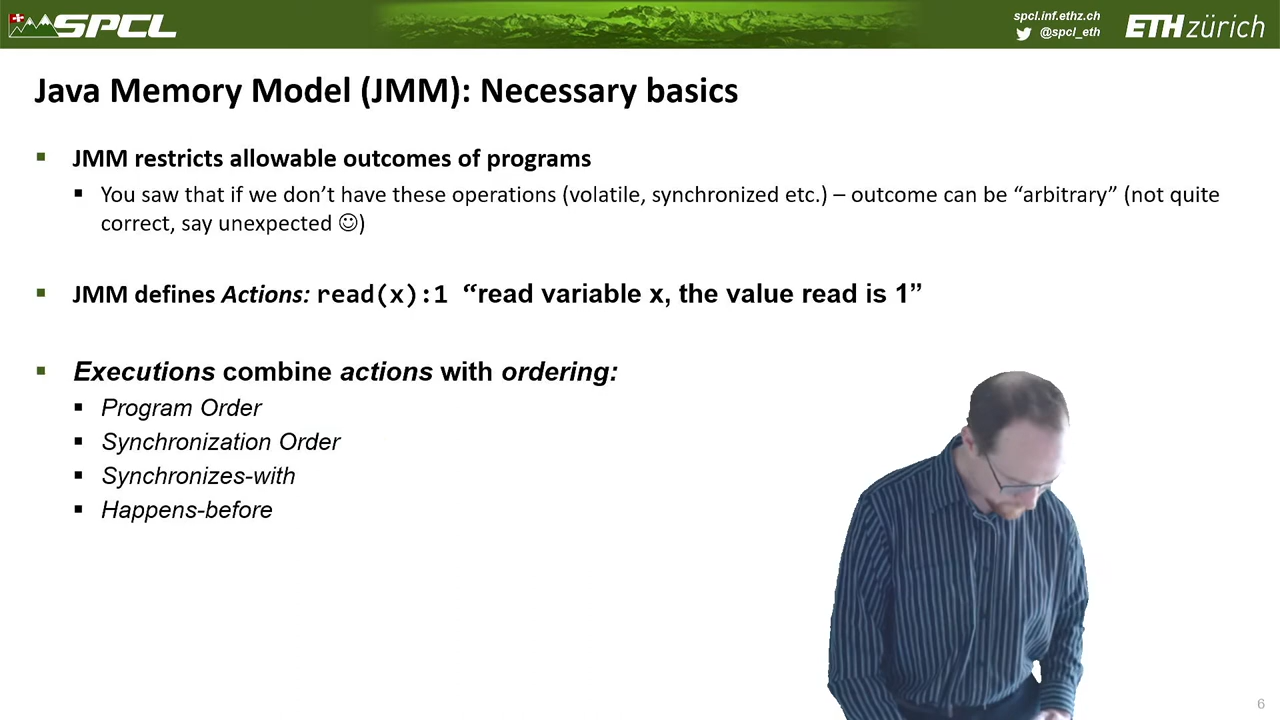 SPCL
spcl.inf.ethz.ch
@spcl_eth
ETH zürich
Java Memory Model (JMM): Necessary basics
JMM restricts allowable outcomes of programs
You saw that if we don't have these operations (volatile, synchronized etc.) – outcome can be “arbitrary” (not quite
correct, say unexpected ☺)
JMM defines Actions: read(x):1 “read variable x, the value read is 1”
Executions combine actions with ordering:
Program Order
Synchronization Order
Synchronizes-with
Happens-before
6